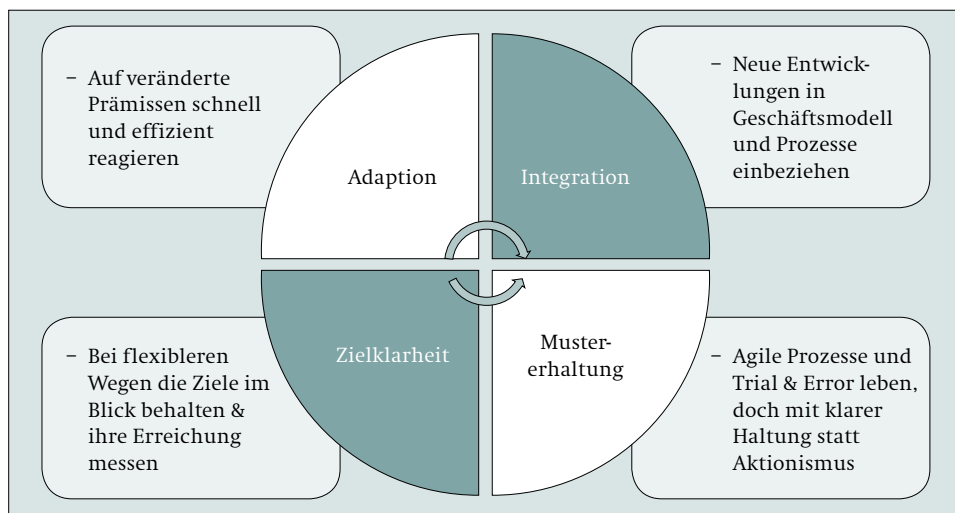 – Auf veränderte
Prämissen schnell
und effizient
reagieren
Adaption
Integration
– Neue Entwick-
lungen in
Geschäftsmodell
und Prozesse
einbeziehen
– Bei flexibleren
Wegen die Ziele im
Blick behalten &
ihre Erreichung
messen
Zielklarheit
Muster-
erhaltung
– Agile Prozesse und
Trial & Error leben,
doch mit klarer
Haltung statt
Aktionismus